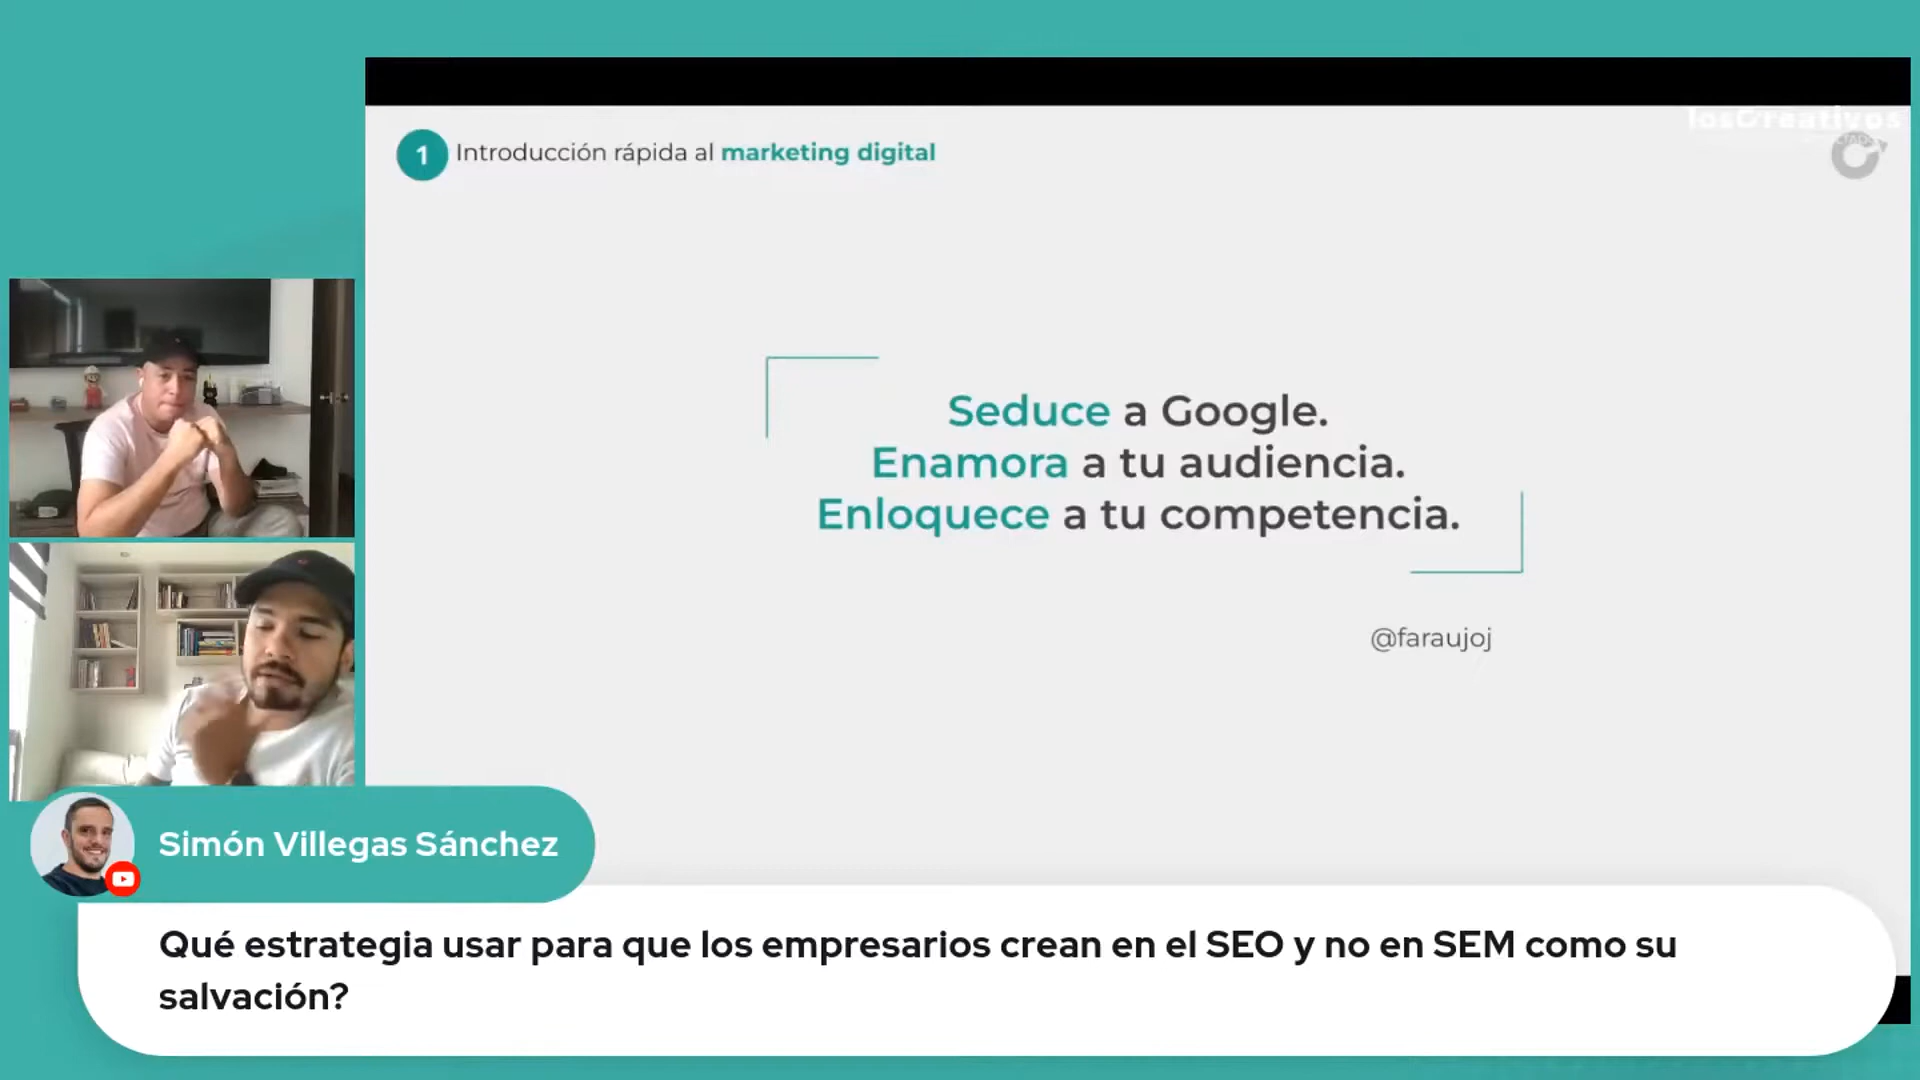 losCreativos
1
Introducción rápida al marketing digital
Seduce a Google.
Enamora a tu audiencia.
Enloquece a tu competencia.
@faraujoj
Simón Villegas Sánchez
Qué estrategia usar para que los empresarios crean en el SEO y no en SEM como su
salvación?